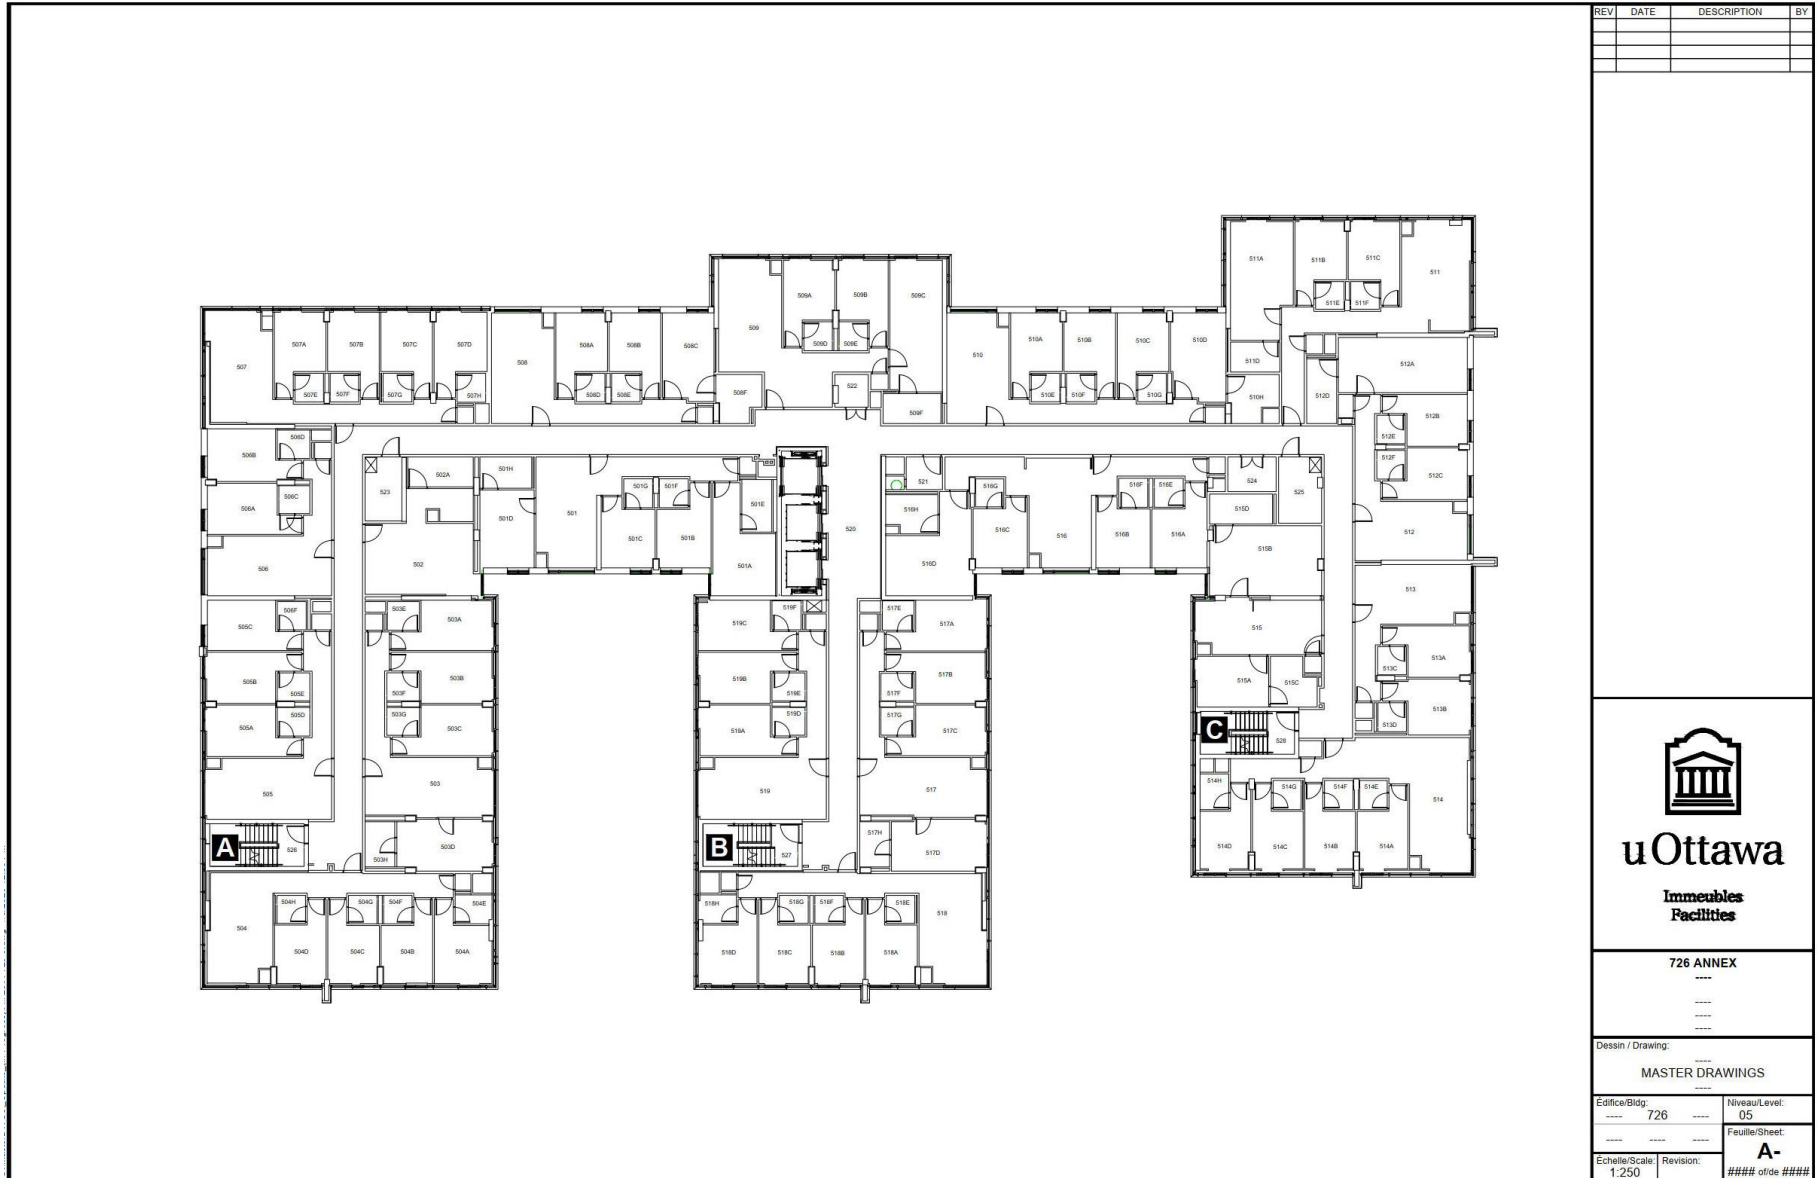 REV DATE DESCRIPTION BY
511A 511B 511C 511
511E 511F
509A 509B 509C
509
509D 509E
507A 507B 507C 507D
507
507E 507F 507G 507H
508 508A 508B 508C
508D 508E 508F
522
509F
510 510A 510B 510C 510D
510E 510F 510G 510H
511D
512D
512A
512B
512E
512F
512C
512
506D
506B
506C
506A
506
523
502A
502
501H
501D
501
501G 501F
501C 501B
501E
501A
520
521
516H
516G
516C
516D
516
516F 516E
516B 516A
524
525
515D
515B
513
515
513A
513C
515A 515C
513B
513D
C
528
506F
505C
505B
505E
505D
505A
505
503E
503A
503B
503F
503G
503C
503
519C
519F
519B
519E
519D
519A
519
517E
517A
517B
517F
517G
517C
517
514H 514G 514F 514E
514
514D 514C 514B 514A
A
526
503H
503D
B
527
517H
517D
504H 504G 504F 504E
504
504D 504C 504B 504A
518H 518G 518F 518E
518
518D 518C 518B 518A
uOttawa
Immeubles
Facilities
726 ANNEX
----
----
----
----
Dessin / Drawing:
----
MASTER DRAWINGS
----
Édifice/Bldg:
---- 726 ----
Niveau/Level:
05
---- ---- ----
Feuille/Sheet:
A-
#### of/de ####
Échelle/Scale:
1:250
Revision: